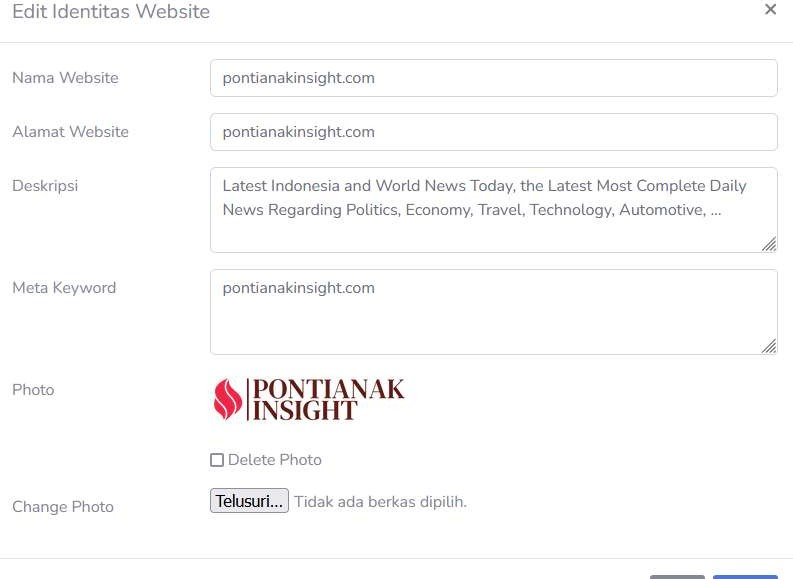 Edit Identitas Website
×
Nama Website
pontianakinsight.com
Alamat Website
pontianakinsight.com
Deskripsi
Latest Indonesia and World News Today, the Latest Most Complete Daily
News Regarding Politics, Economy, Travel, Technology, Automotive, ...
Meta Keyword
pontianakinsight.com
Photo
PONTIANAK
INSIGHT
Delete Photo
Change Photo
Telusuri... Tidak ada berkas dipilih.